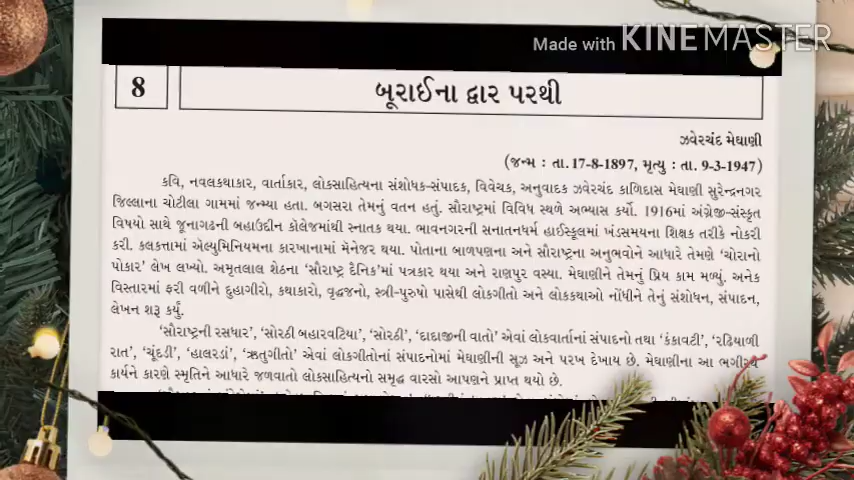 Made with KINEMASTER
8
બૂરાઈના દ્વાર પરથી
ઝવેરચંદ મેઘાણી
(જન્મ : તા. 17-8-1897, મૃત્યુ : તા. 9-3-1947)
કવિ, નવલકથાકાર, વાર્તાકાર, લોકસાહિત્યના સંશોધક-સંપાદક, વિવેચક, અનુવાદક ઝવેરચંદ કાળિદાસ મેઘાણી સુરેન્દ્રનગર
જિલ્લાના ચોટીલા ગામમાં જન્મ્યા હતા. બગસરા તેમનું વતન હતું. સૌરાષ્ટ્રમાં વિવિધ સ્થળે અભ્યાસ કર્યો. 1916માં અંગ્રેજી-સંસ્કૃત
વિષયો સાથે જૂનાગઢની બહાઉદ્દીન કૉલેજમાંથી સ્નાતક થયા. ભાવનગરની સનાતનધર્મ હાઈસ્કૂલમાં ખંડસમયના શિક્ષક તરીકે નોકરી
કરી. કલકત્તામાં ઍલ્યુમિનિયમના કારખાનામાં મૅનેજર થયા. પોતાના બાળપણના અને સૌરાષ્ટ્રના અનુભવોને આધારે તેમણે 'ચોરાનો
પોકાર' લેખ લખ્યો. અમૃતલાલ શેઠના 'સૌરાષ્ટ્ર દૈનિક'માં પત્રકાર થયા અને રાણપુર વસ્યા. મેઘાણીને તેમનું પ્રિય કામ મળ્યું. અનેક
વિસ્તારમાં ફરી વળીને દુહાગીરો, કથાકારો, વૃદ્ધજનો, સ્ત્રી-પુરુષો પાસેથી લોકગીતો અને લોકકથાઓ નોંધીને તેનું સંશોધન, સંપાદન,
લેખન શરૂ કર્યું.
'સૌરાષ્ટ્રની રસધાર', 'સોરઠી બહારવટિયા', 'સોરઠી', 'દાદાજીની વાતો' એવાં લોકવાર્તાનાં સંપાદનો તથા 'કંકાવટી', 'રઢિયાળી
રાત', 'ચૂંદડી', 'હાલરડાં', 'ઋતુગીતો' એવાં લોકગીતોનાં સંપાદનોમાં મેઘાણીની સૂઝ અને પરખ દેખાય છે. મેઘાણીના આ ભગીરથ
કાર્યને કારણે સ્મૃતિને આધારે જળવાતો લોકસાહિત્યનો સમૃદ્ધ વારસો આપણને પ્રાપ્ત થયો છે.